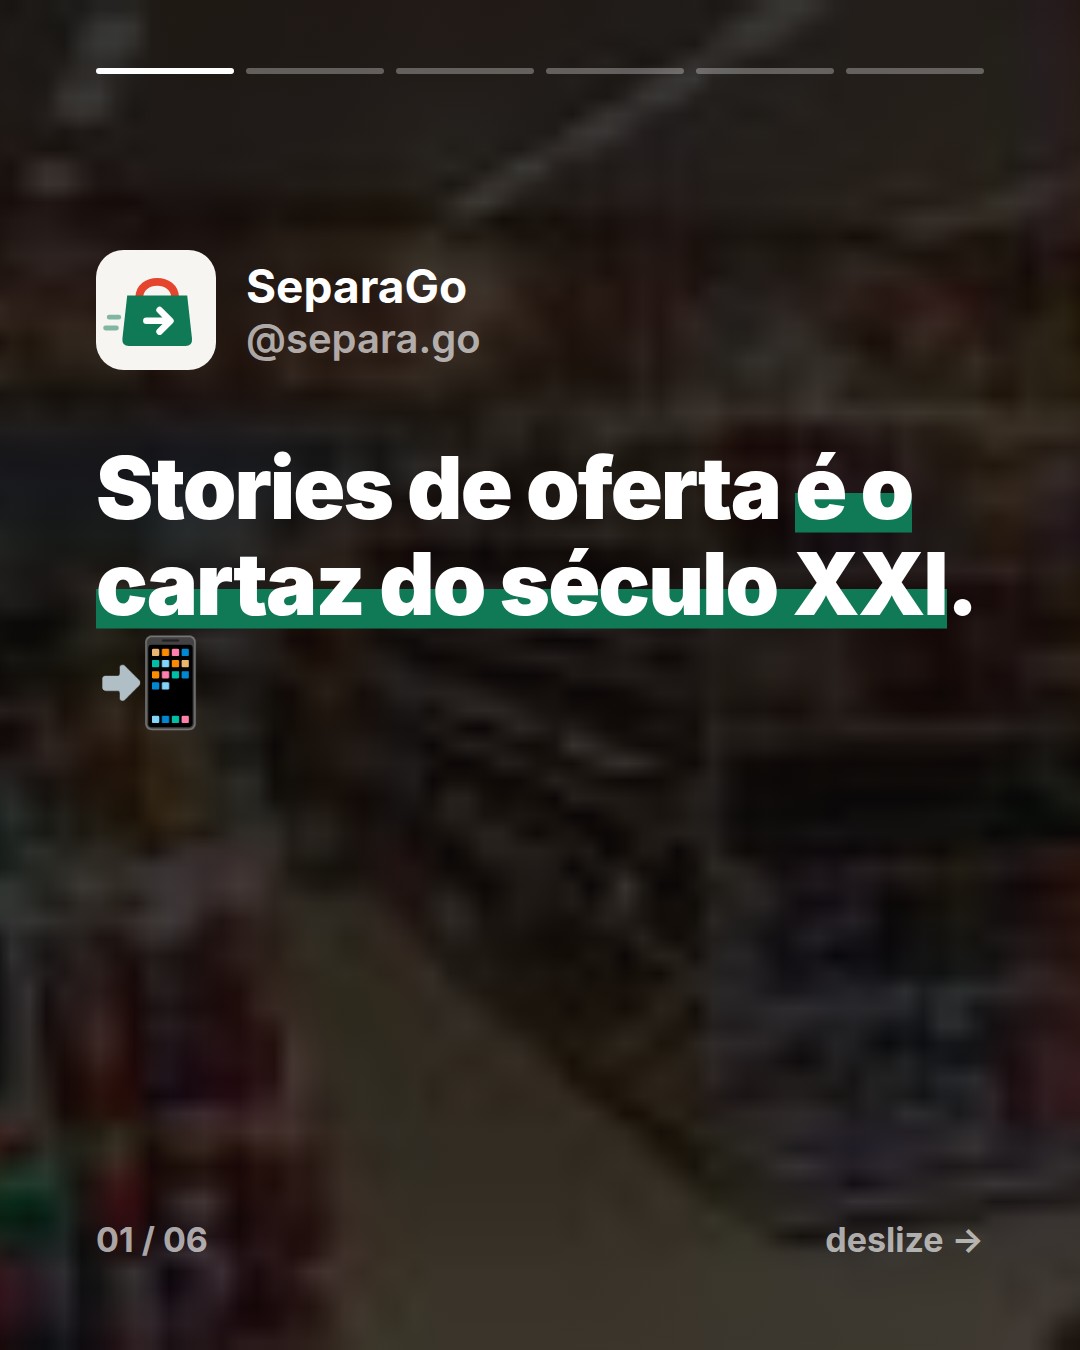 SeparaGo
@separa.go
Stories de oferta é o
cartaz do século XXI.
📲
01 / 06
deslize →